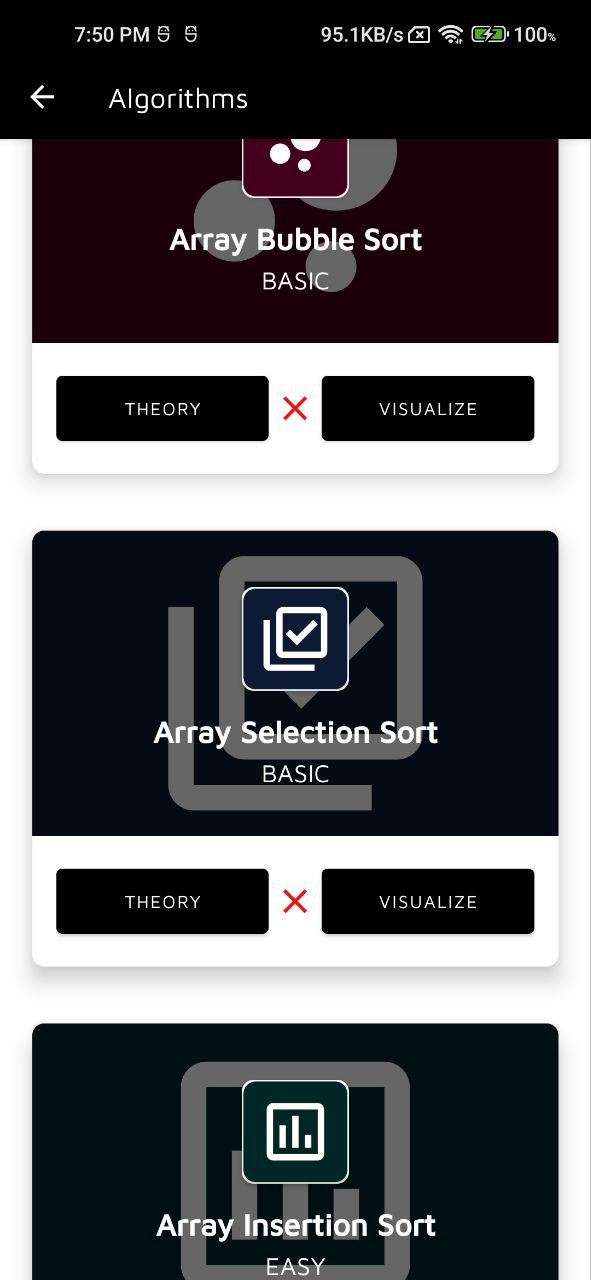 7:50 PM 95.1KB/s 100%
Algorithms
Array Bubble Sort
BASIC
THEORY VISUALIZE
Array Selection Sort
BASIC
THEORY VISUALIZE
Array Insertion Sort
EASY